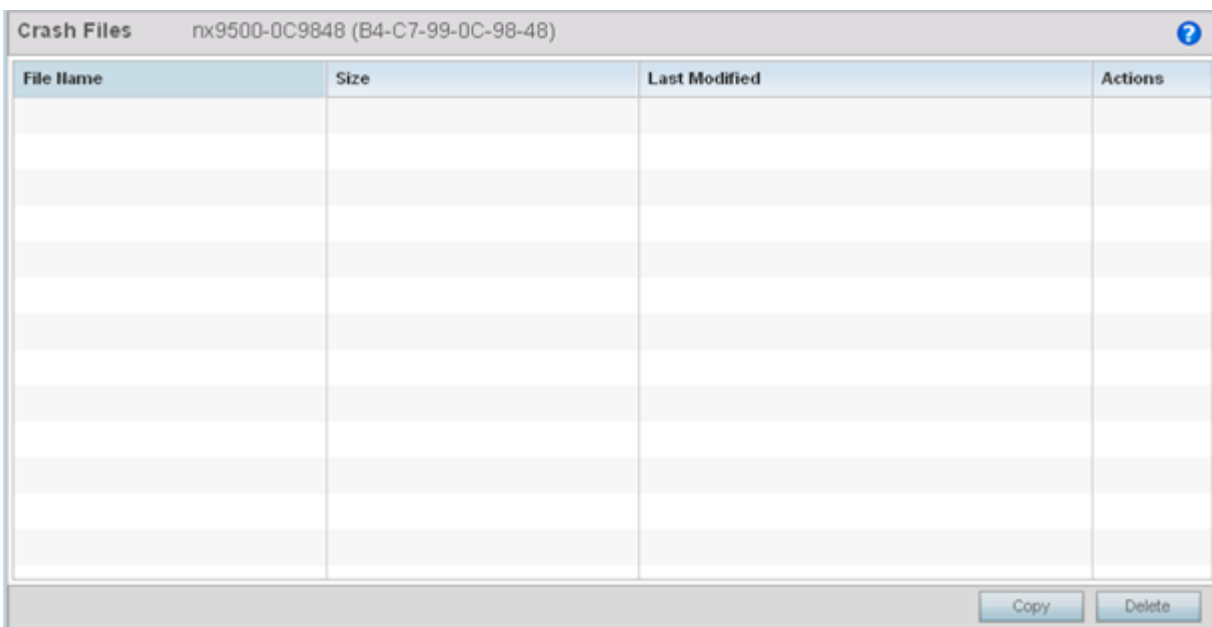 Crash Files nx9500-0C9848 (B4-C7-99-0C-98-48) ?
File Name Size Last Modified Actions
Copy Delete